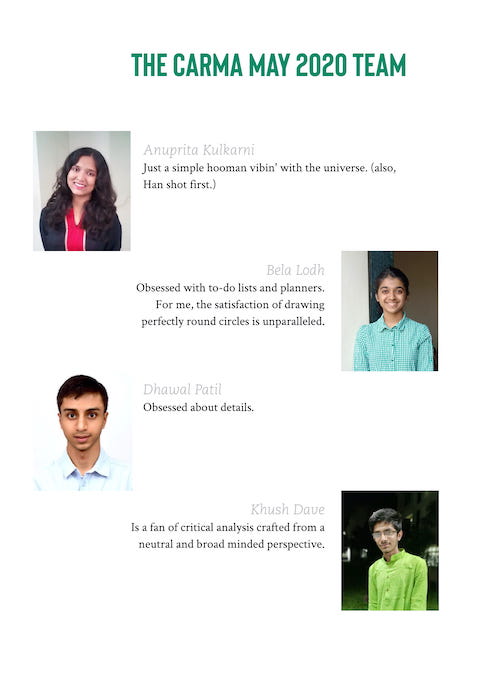 THE CARMA MAY 2020 TEAM
Anuprita Kulkarni
Just a simple hooman vibin' with the universe. (also,
Han shot first.)
Bela Lodh
Obsessed with to-do lists and planners.
For me, the satisfaction of drawing
perfectly round circles is unparalleled.
Dhawal Patil
Obsessed about details.
Khush Dave
Is a fan of critical analysis crafted from a
neutral and broad minded perspective.